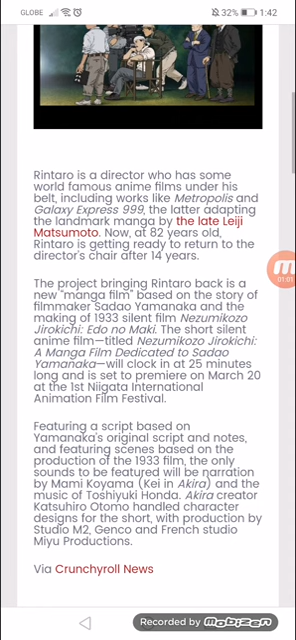 GLOBE 32% 1:42
Rintaro is a director who has some
world famous anime films under his
belt, including works like Metropolis and
Galaxy Express 999, the latter adapting
the landmark manga by the late Leiji
Matsumoto. Now, at 82 years old,
Rintaro is getting ready to return to the
director's chair after 14 years.
01:01
The project bringing Rintaro back is a
new "manga film" based on the story of
filmmaker Sadao Yamanaka and the
making of 1933 silent film Nezumikozo
Jirokichi: Edo no Maki. The short silent
anime film—titled Nezumikozo Jirokichi:
A Manga Film Dedicated to Sadao
Yamanaka—will clock in at 25 minutes
long and is set to premiere on March 20
at the 1st Niigata International
Animation Film Festival.
Featuring a script based on
Yamanaka's original script and notes,
and featuring scenes based on the
production of the 1933 film, the only
sounds to be featured will be narration
by Mami Koyama (Kei in Akira) and the
music of Toshiyuki Honda. Akira creator
Katsuhiro Otomo handled character
designs for the short, with production by
Studio M2, Genco and French studio
Miyu Productions.
Via Crunchyroll News
Recorded by mobizen